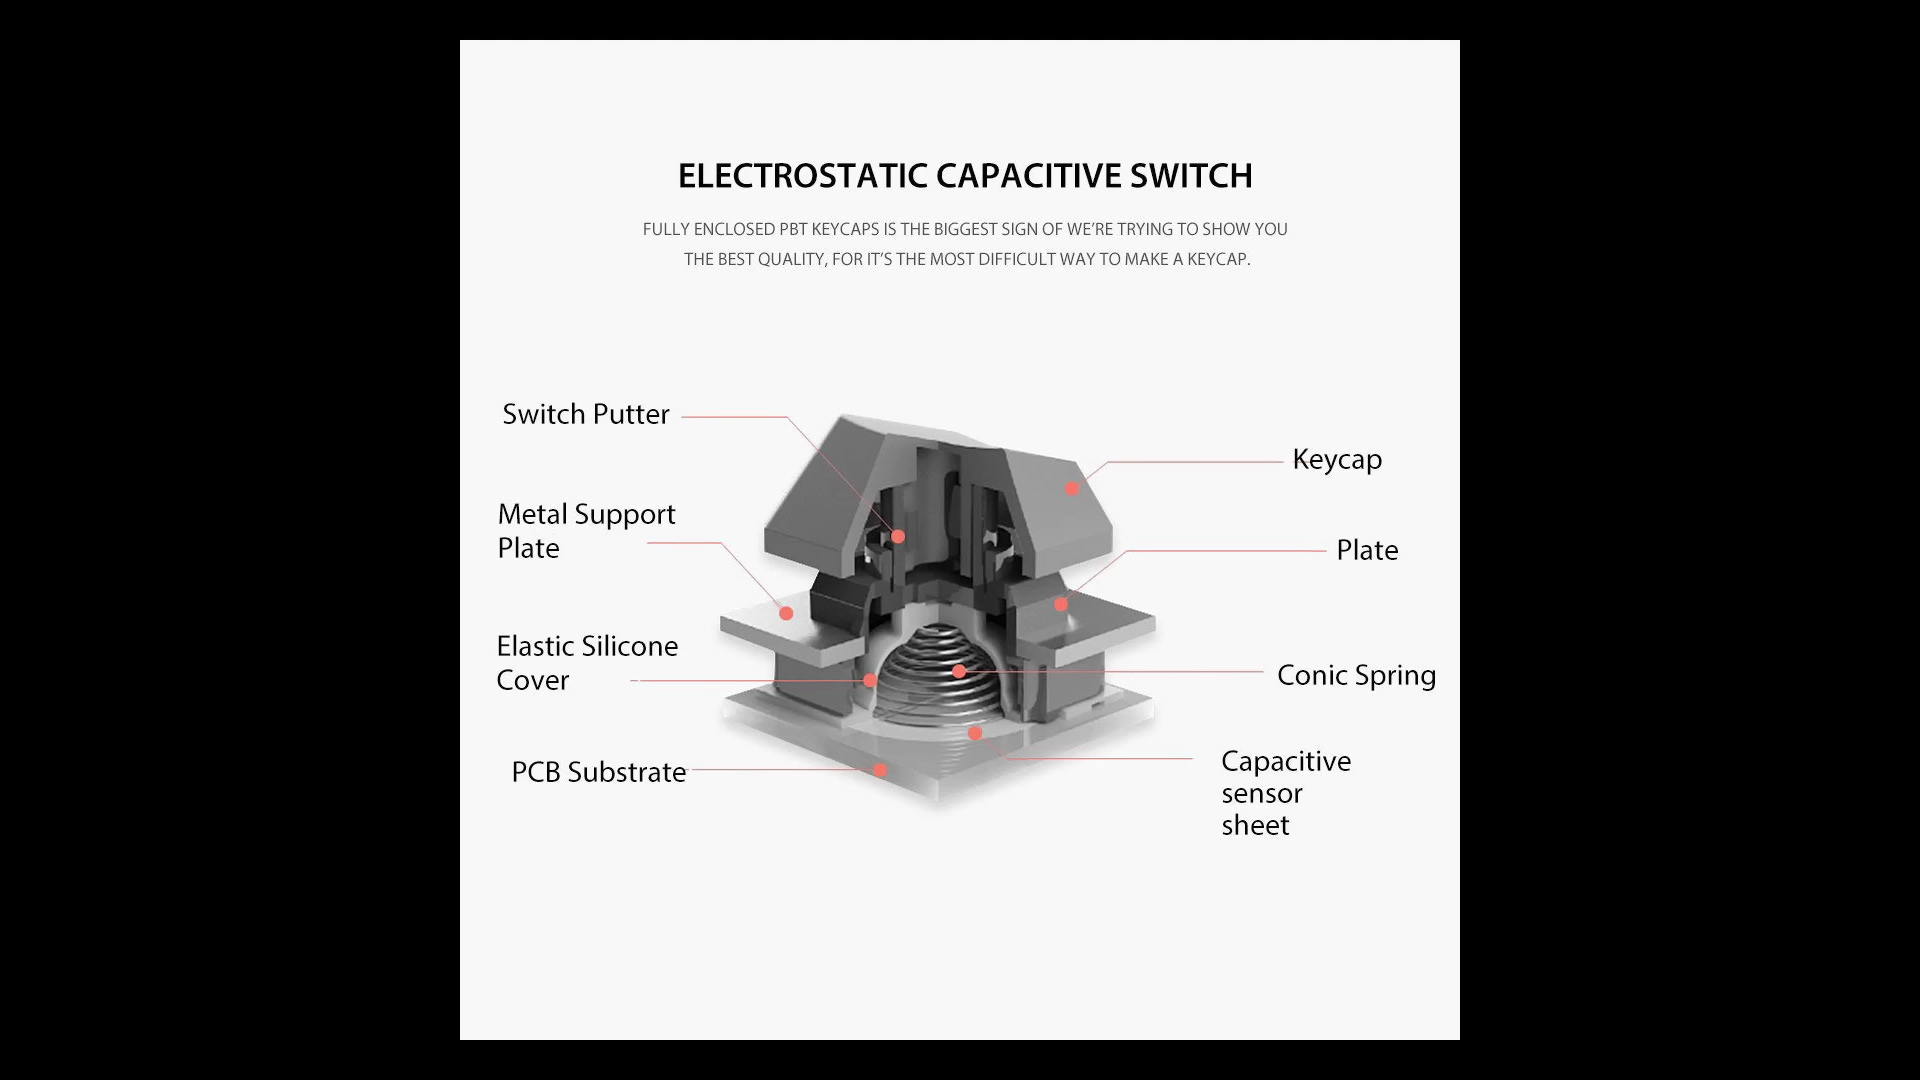 ELECTROSTATIC CAPACITIVE SWITCH
FULLY ENCLOSED PBT KEYCAPS IS THE BIGGEST SIGN OF WE’RE TRYING TO SHOW YOU
THE BEST QUALITY, FOR IT’S THE MOST DIFFICULT WAY TO MAKE A KEYCAP.
Switch Putter
Keycap
Metal Support
Plate
Plate
Elastic Silicone
Cover
Conic Spring
PCB Substrate
Capacitive
sensor
sheet